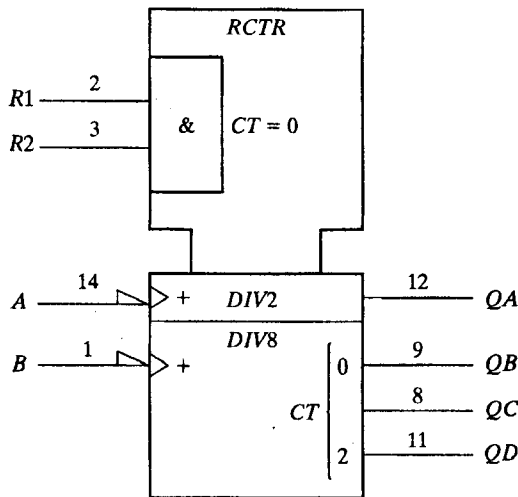 RCTR
R1 2
R2 3
& CT = 0
A 14 + DIV2 12 QA
B 1 + DIV8 0 9 QB
CT 8 QC
2 11 QD